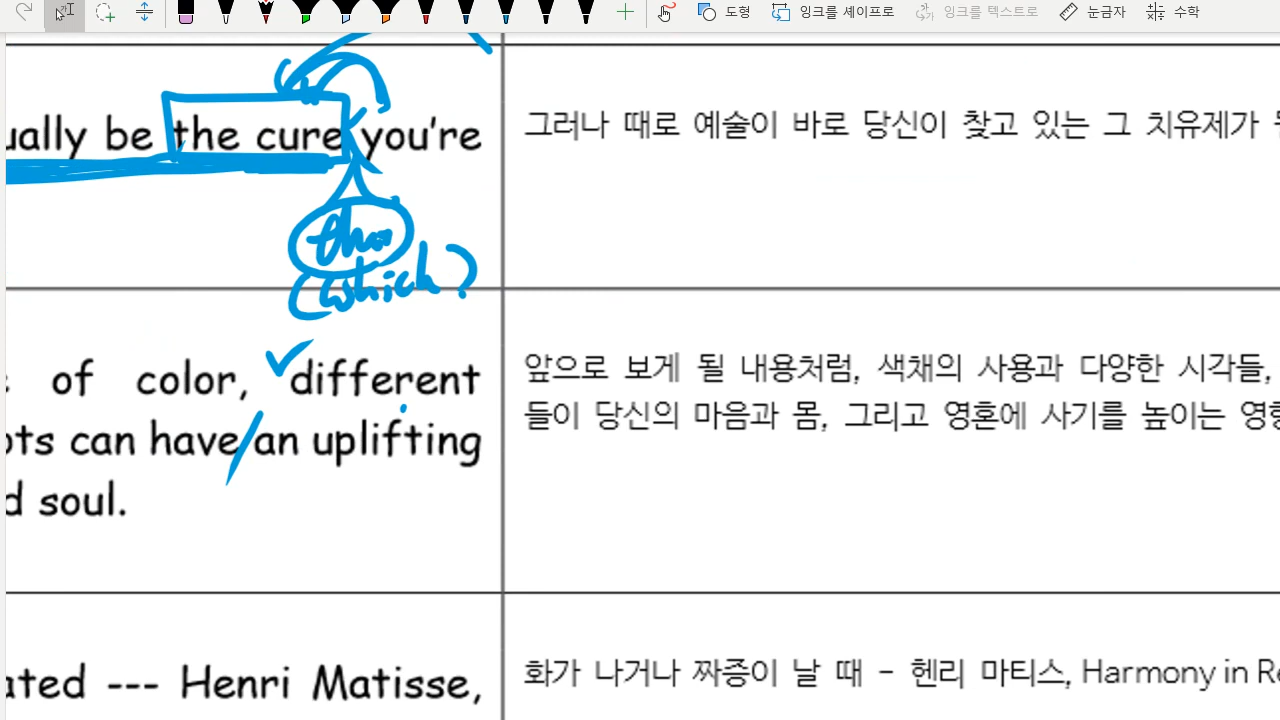 도형
잉크를 셰이프로
잉크를 텍스트로
눈금자
수학
ually be the cure you're
that
(which?
그러나 때로 예술이 바로 당신이 찾고 있는 그 치유제가
of color, different
ots can have/an uplifting
d soul.
앞으로 보게 될 내용처럼, 색채의 사용과 다양한 시각들,
들이 당신의 마음과 몸, 그리고 영혼에 사기를 높이는 영향
ated --- Henri Matisse,
화가 나거나 짜증이 날 때 - 헨리 마티스, Harmony in Re